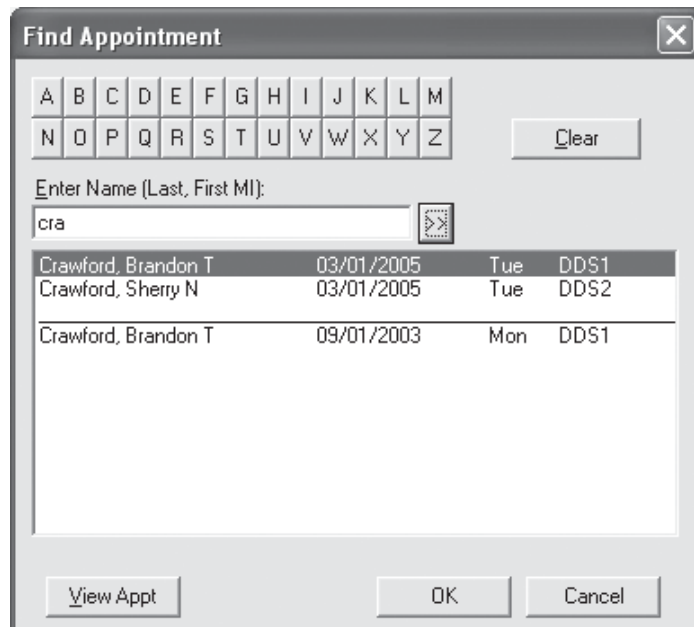 Find Appointment
A B C D E F G H I J K L M
N O P Q R S T U V W X Y Z
Clear
Enter Name (Last, First MI):
cra >>
Crawford, Brandon T 03/01/2005 Tue DDS1
Crawford, Sherry N 03/01/2005 Tue DDS2
Crawford, Brandon T 09/01/2003 Mon DDS1
View Appt OK Cancel